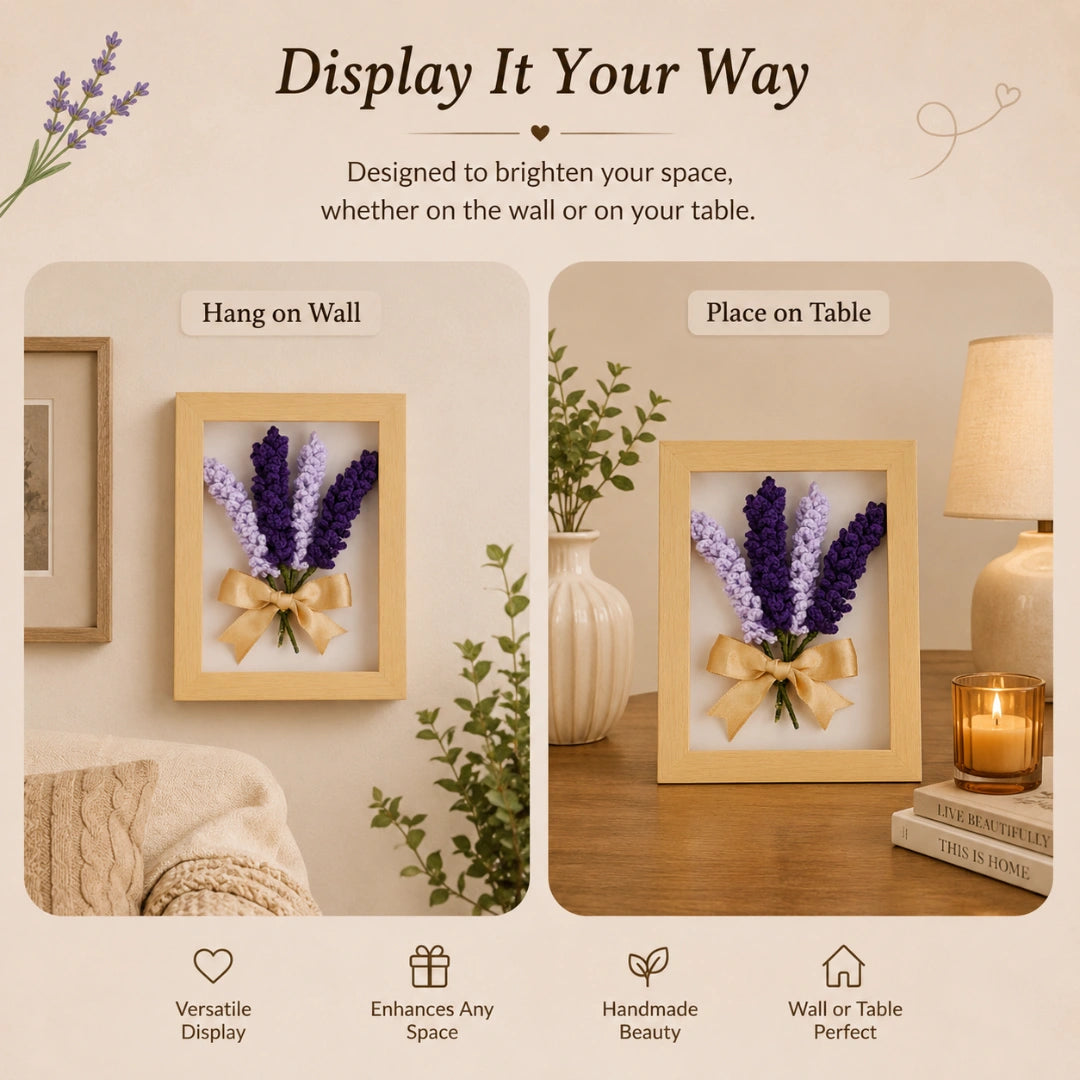 Display It Your Way
Designed to brighten your space,
whether on the wall or on your table.
Hang on Wall
Place on Table
LIVE BEAUTIFULLY
THIS IS HOME
Versatile
Display
Enhances Any
Space
Handmade
Beauty
Wall or Table
Perfect